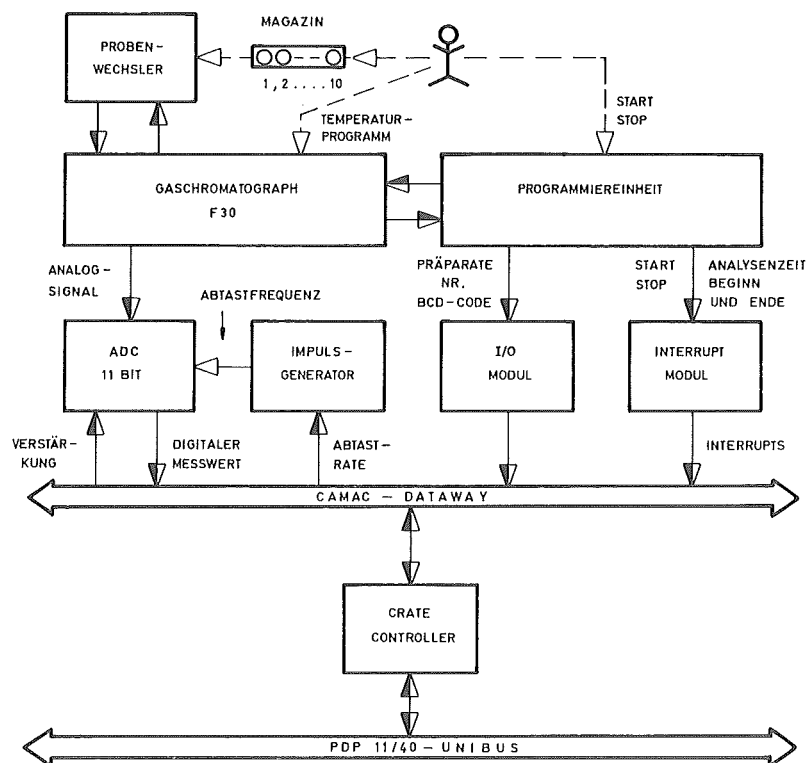 MAGAZIN
PROBEN-
WECHSLER
1, 2 . . . . 10
TEMPERATUR-
PROGRAMM
START
STOP
GASCHROMATOGRAPH
F 30
PROGRAMMIEREINHEIT
ANALOG-
SIGNAL
ABTASTFREQUENZ
PRÄPARATE
NR.
BCD-CODE
START
STOP
ANALYSENZEIT
BEGINN
UND ENDE
ADC
11 BIT
IMPULS-
GENERATOR
I/O
MODUL
INTERRUPT
MODUL
VERSTÄR-
KUNG
DIGITALER
MESSWERT
ABTAST-
RATE
INTERRUPTS
CAMAC – DATAWAY
CRATE
CONTROLLER
PDP 11/40 – UNIBUS